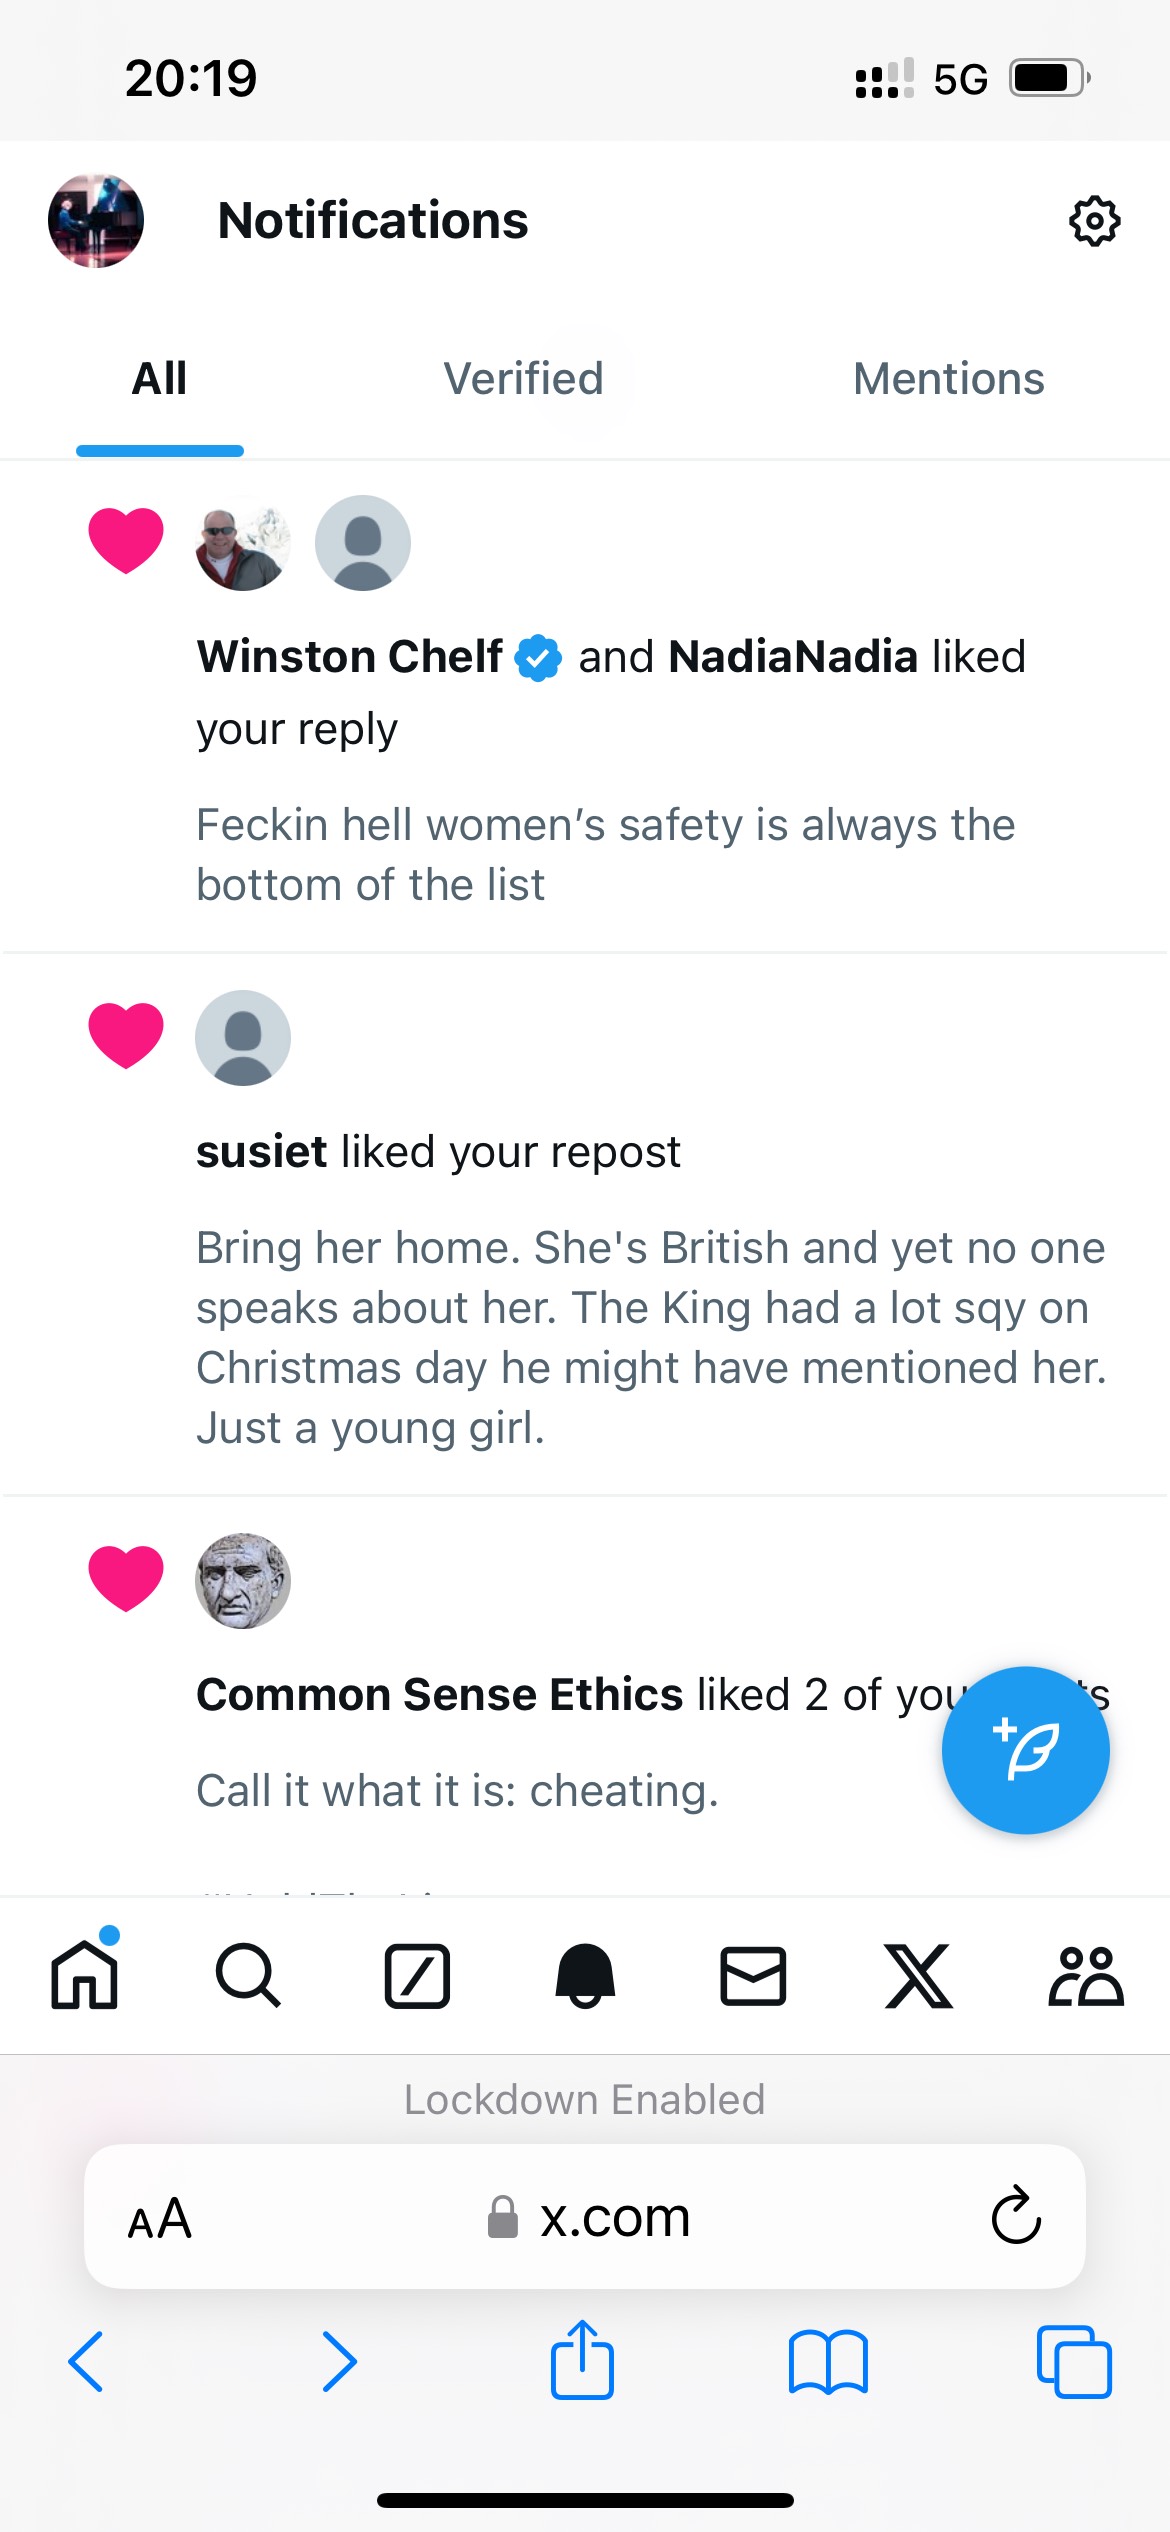 20:19
5G
Notifications
All
Verified
Mentions
Winston Chelf and NadiaNadia liked
your reply
Feckin hell women’s safety is always the
bottom of the list
susiet liked your repost
Bring her home. She's British and yet no one
speaks about her. The King had a lot sqy on
Christmas day he might have mentioned her.
Just a young girl.
Common Sense Ethics liked 2 of
Call it what it is: cheating.
Lockdown Enabled
AA
x.com